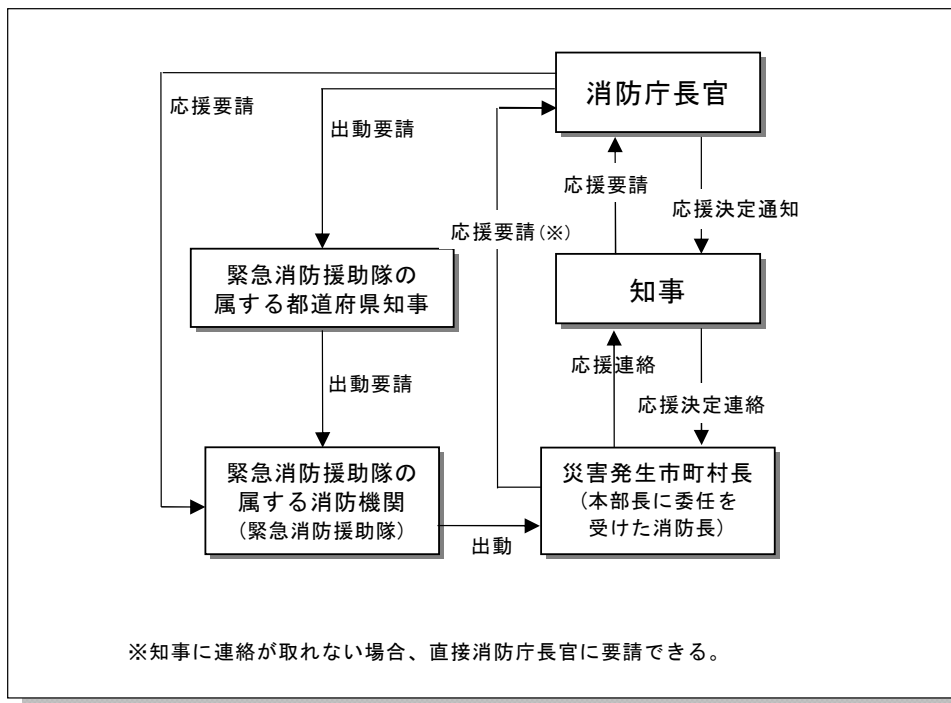 消防庁長官
応援要請
出動要請
応援要請
応援決定通知
応援要請(※)
緊急消防援助隊の
属する都道府県知事
知事
出動要請
応援連絡
応援決定連絡
緊急消防援助隊の
属する消防機関
(緊急消防援助隊)
出動
災害発生市町村長
(本部長に委任を
受けた消防長)
※知事に連絡が取れない場合、直接消防庁長官に要請できる。